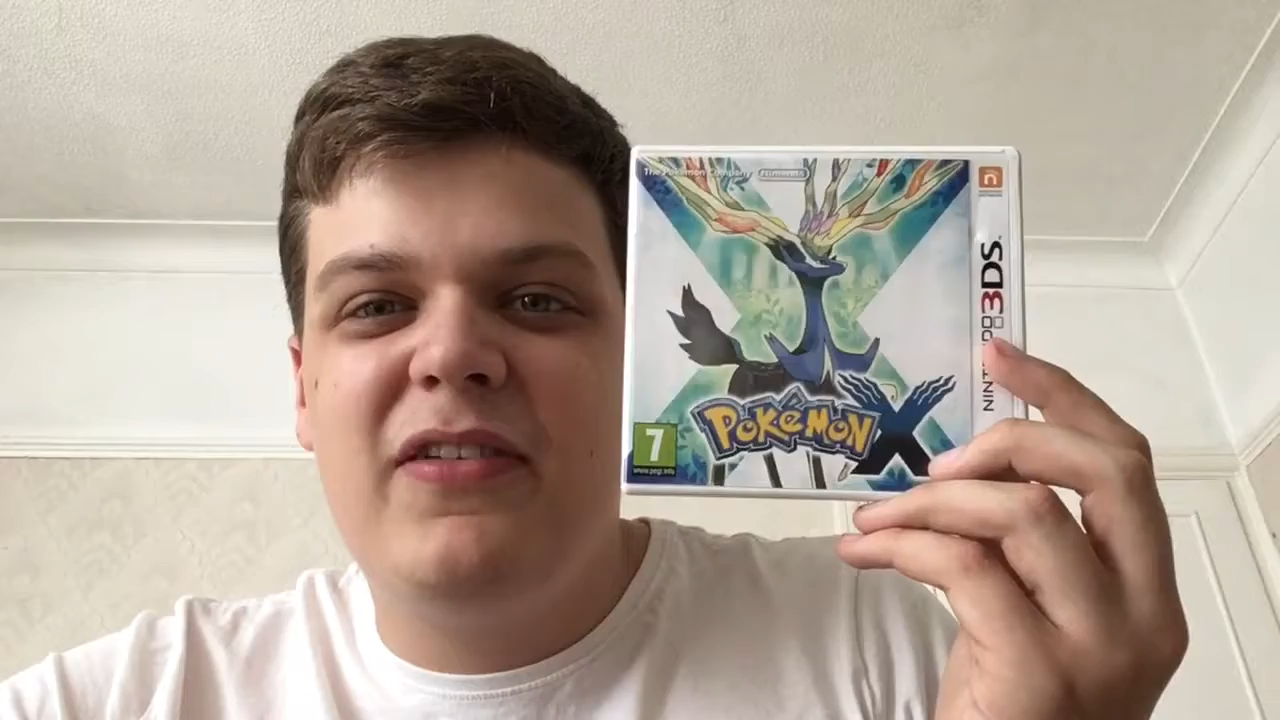 The Pokémon Company Nintendo
NINTENDO 3DS
Pokémon X
7
www.pegi.info